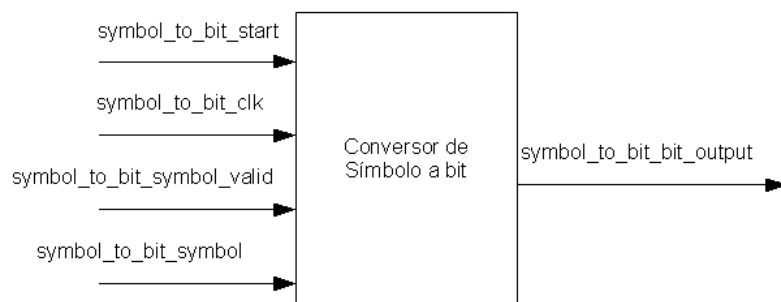 symbol_to_bit_start
symbol_to_bit_clk
symbol_to_bit_symbol_valid
symbol_to_bit_symbol
Conversor de
Símbolo a bit
symbol_to_bit_bit_output